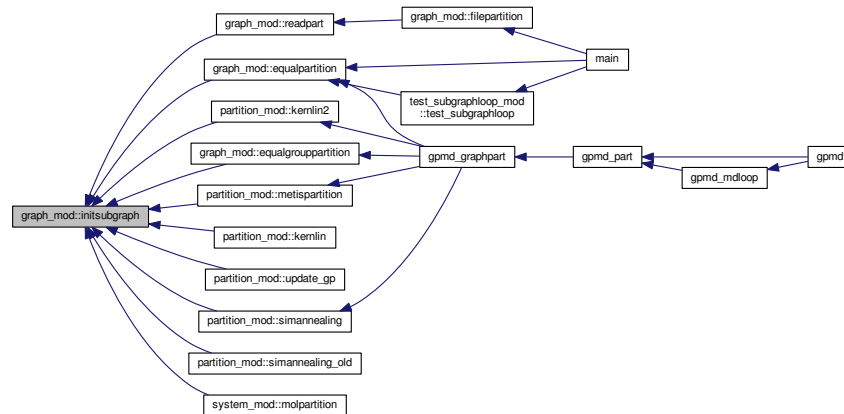 graph_mod::readpart
graph_mod::filepartition
main
graph_mod::equalpartition
test_subgraphloop_mod
::test_subgraphloop
partition_mod::kernlin2
graph_mod::equalgrouppartition
gpmd_graphpart
gpmd_part
gpmd
gpmd_mdloop
partition_mod::metispartition
graph_mod::initsubgraph
partition_mod::kernlin
partition_mod::update_gp
partition_mod::simannealing
partition_mod::simannealing_old
system_mod::molpartition